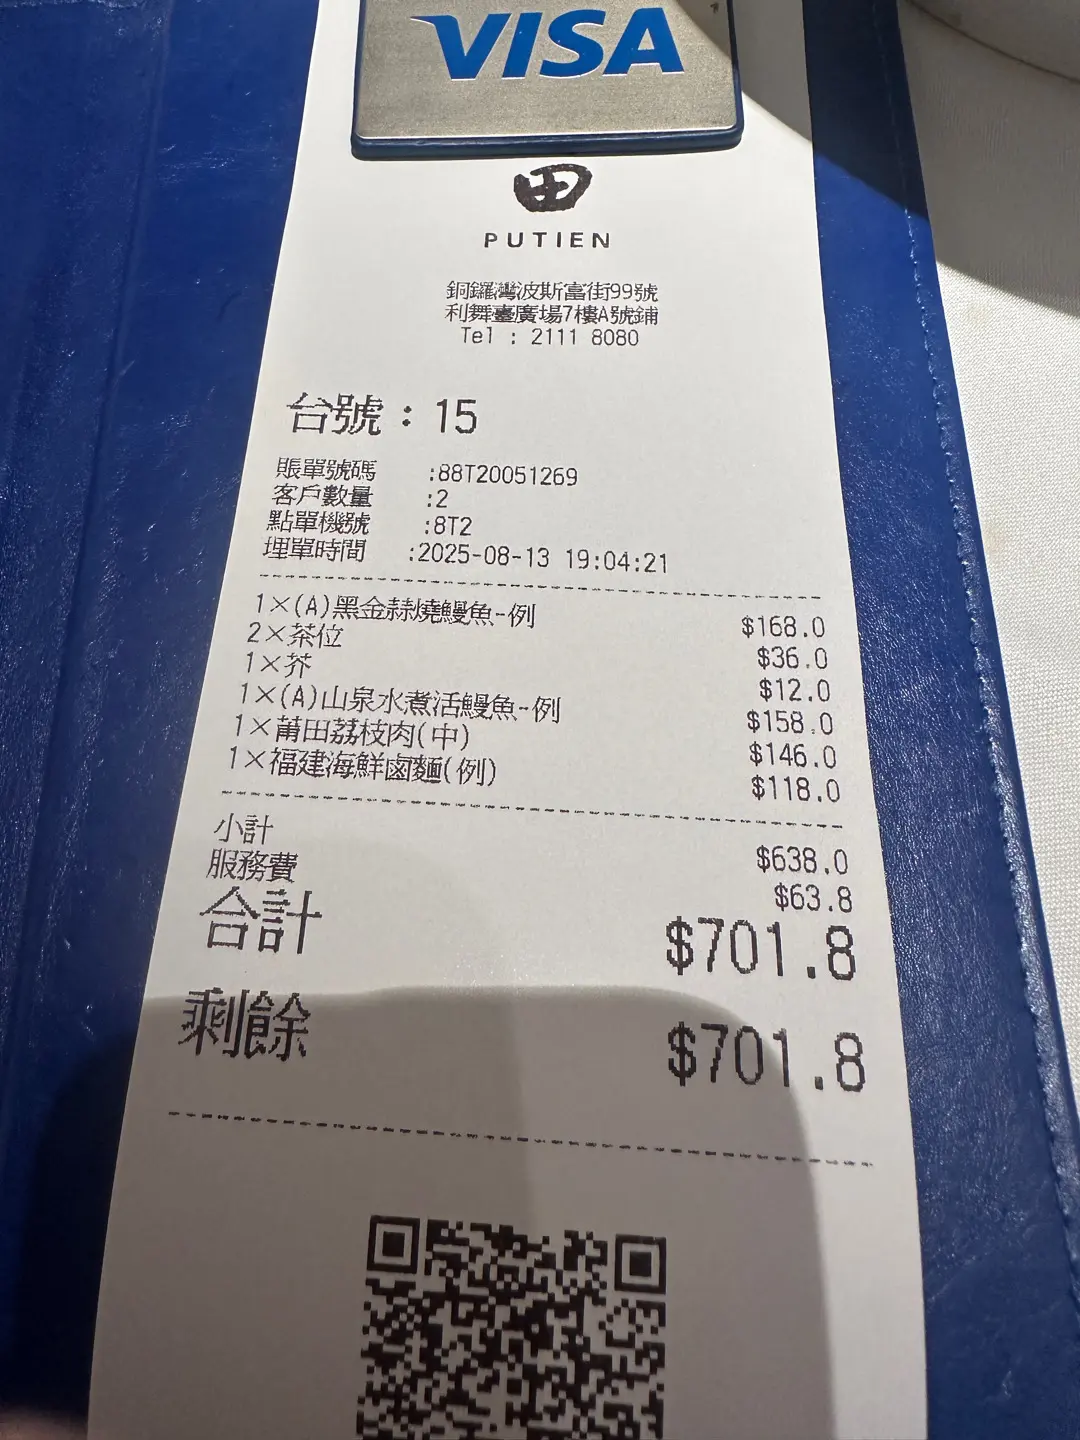 VISA
田
PUTIEN
銅鑼灣波斯富街99號
利舞臺廣場7樓A號鋪
Tel : 2111 8080
台號：15
賬單號碼 :88T20051269
客戶數量 :2
點單機號 :8T2
埋單時間 :2025-08-13 19:04:21
1×(A)黑金蒜燒鰻魚-例 $168.0
2×茶位 $36.0
1×芥 $12.0
1×(A)山泉水煮活鰻魚-例 $158.0
1×莆田荔枝肉(中) $146.0
1×福建海鮮鹵麵(例) $118.0
小計 $638.0
服務費 $63.8
合計 $701.8
剩餘 $701.8